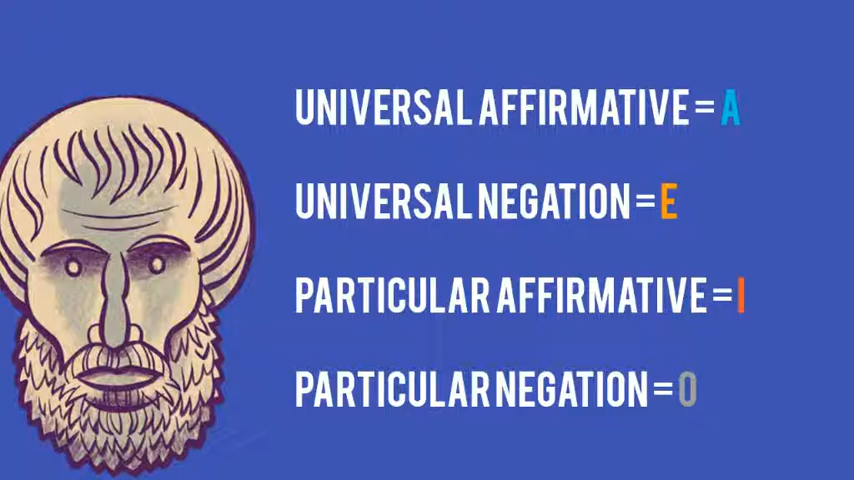 UNIVERSAL AFFIRMATIVE = A
UNIVERSAL NEGATION = E
PARTICULAR AFFIRMATIVE = I
PARTICULAR NEGATION = O